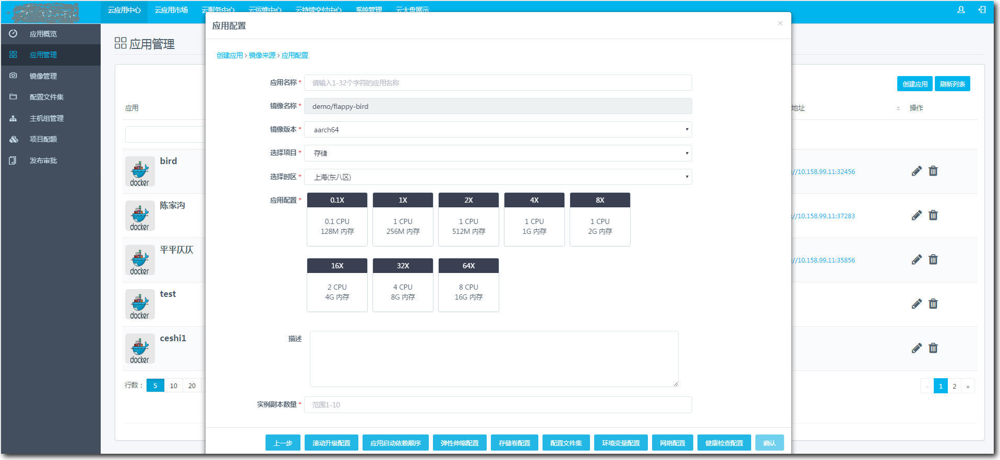 云应用中心 云应用市场 云服务中心 云运维中心 云持续交付中心 系统管理 云大盘展示
应用概览
应用管理
镜像管理
配置文件集
主机组管理
项目配额
发布审批
应用管理
创建应用 刷新列表
应用 地址 操作
bird
docker
://10.158.99.11:32456
陈家沟
docker
://10.158.99.11:37283
平平仄仄
docker
://10.158.99.11:35856
test
docker
ceshi1
docker
行数： 5 10 20
« 1 2 »
应用配置 ×
创建应用 › 镜像来源 › 应用配置
应用名称 * 请输入1-32个字符的应用名称
镜像名称 * demo/flappy-bird
镜像版本 * aarch64
选择项目 * 存储
选择时区 * 上海(东八区)
应用配置 *
0.1X 1X 2X 4X 8X
0.1 CPU 1 CPU 1 CPU 1 CPU 1 CPU
128M 内存 256M 内存 512M 内存 1G 内存 2G 内存
16X 32X 64X
2 CPU 4 CPU 8 CPU
4G 内存 8G 内存 16G 内存
描述
实例副本数量 * 范围1-10
上一步 滚动升级配置 应用启动依赖顺序 弹性伸缩配置 存储卷配置 配置文件集 环境变量配置 网络配置 健康检查配置 确认